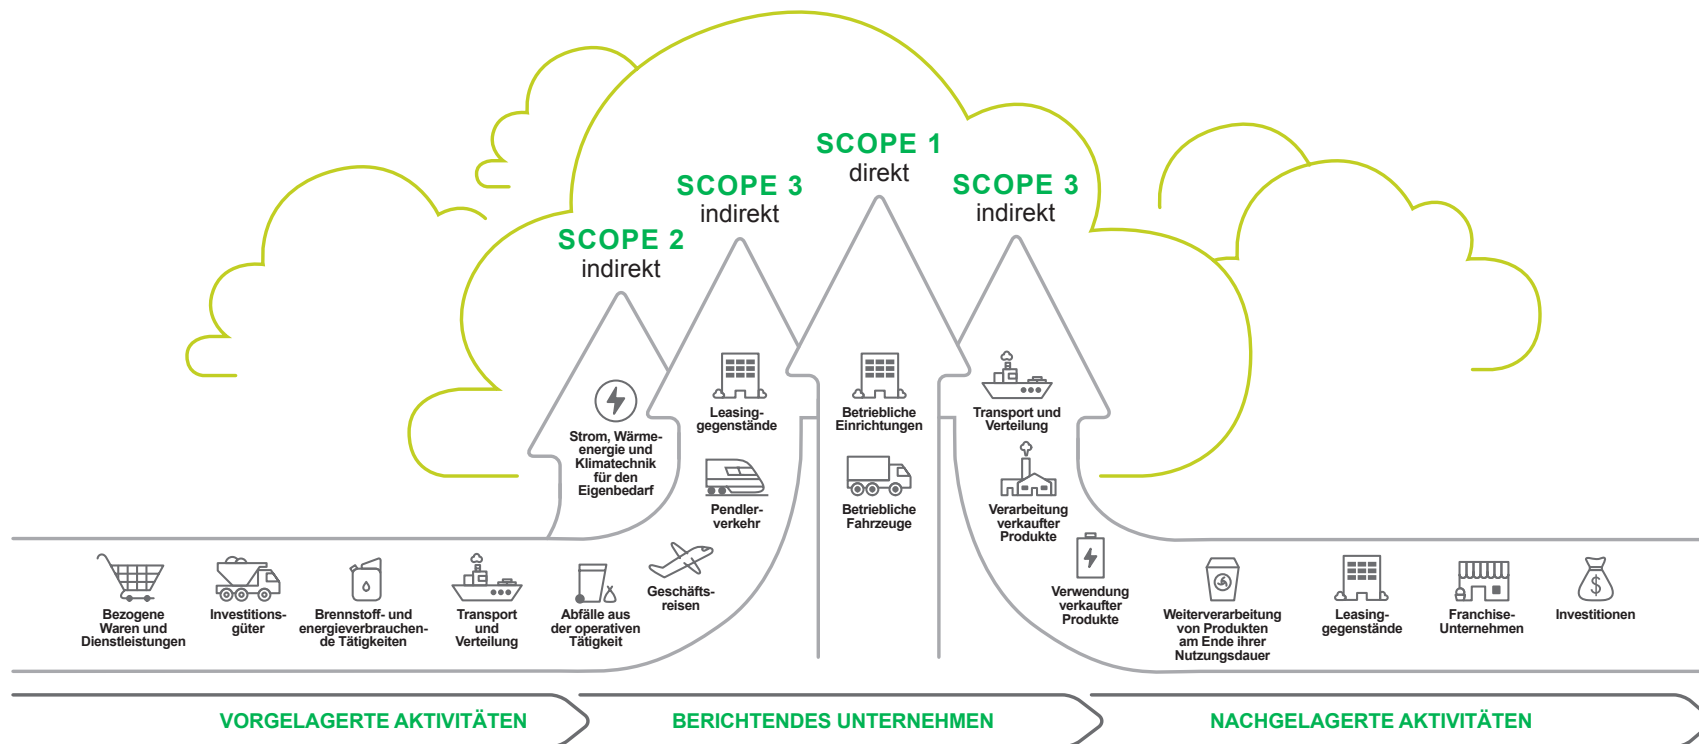 SCOPE 1
direkt
SCOPE 3
indirekt
SCOPE 3
indirekt
SCOPE 2
indirekt
Strom, Wärme-
energie und
Klimatechnik
für den
Eigenbedarf
Leasing-
gegenstände
Pendler-
verkehr
Geschäfts-
reisen
Betriebliche
Einrichtungen
Betriebliche
Fahrzeuge
Transport und
Verteilung
Verarbeitung
verkaufter
Produkte
Verwendung
verkaufter
Produkte
Bezogene
Waren und
Dienstleistungen
Investitions-
güter
Brennstoff- und
energieverbrauchen-
de Tätigkeiten
Transport
und
Verteilung
Abfälle aus
der operativen
Tätigkeit
Weiterverarbeitung
von Produkten
am Ende ihrer
Nutzungsdauer
Leasing-
gegenstände
Franchise-
Unternehmen
$
Investitionen
VORGELAGERTE AKTIVITÄTEN
BERICHTENDES UNTERNEHMEN
NACHGELAGERTE AKTIVITÄTEN